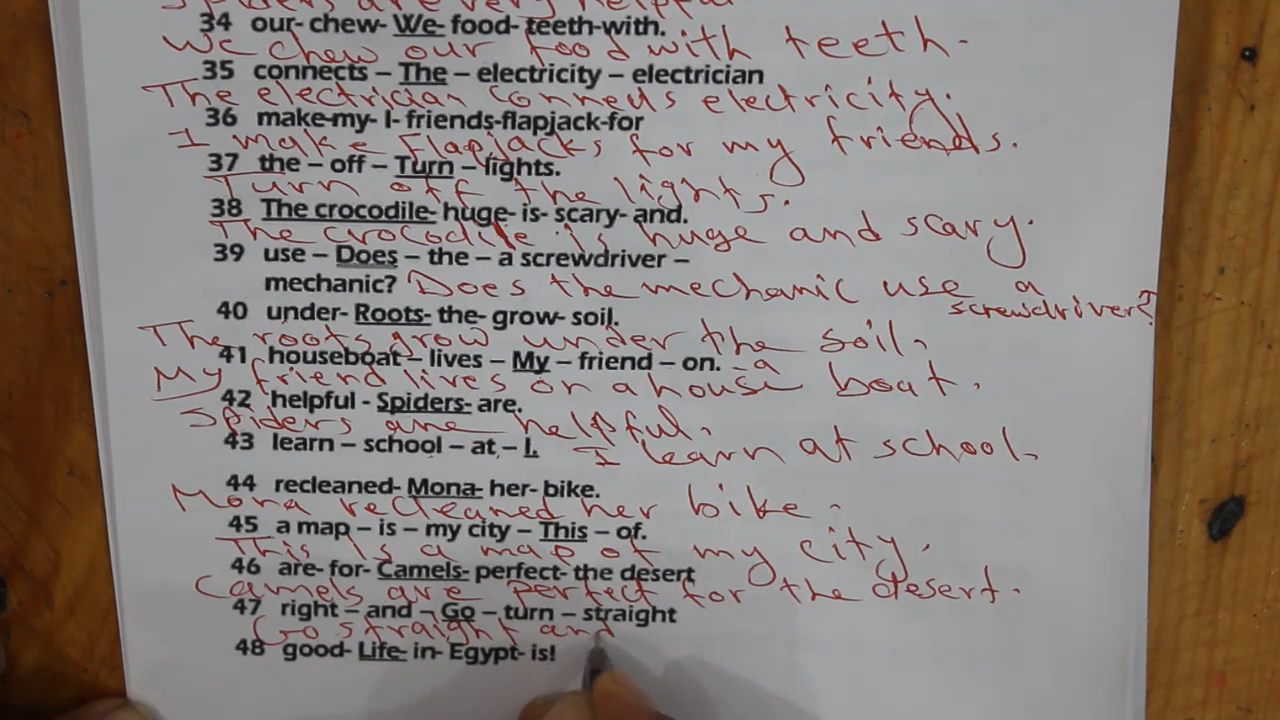 Spiders are very helpful
34 our- chew- We- food- teeth-with.
We chew our food with teeth.
35 connects – The – electricity – electrician
The electrician connects electricity.
36 make-my- I- friends-flapjack-for
I make flapjacks for my friends.
37 the – off – Turn – lights.
Turn off the lights.
38 The crocodile- huge- is- scary- and.
The crocodile is huge and scary.
39 use – Does – the – a screwdriver –
mechanic? Does the mechanic use a
screwdriver?
40 under- Roots- the- grow- soil.
The roots grow under the soil.
41 houseboat – lives – My – friend – on. - a
My friend lives on a house boat.
42 helpful - Spiders- are.
Spiders are helpful.
43 learn – school – at – I. I learn at school.
44 recleaned- Mona- her- bike.
Mona recleaned her bike.
45 a map – is – my city – This – of.
This is a map of my city.
46 are- for- Camels- perfect- the desert
Camels are perfect for the desert.
47 right – and – Go – turn – straight
Go straight and
48 good- Life- in- Egypt- is!